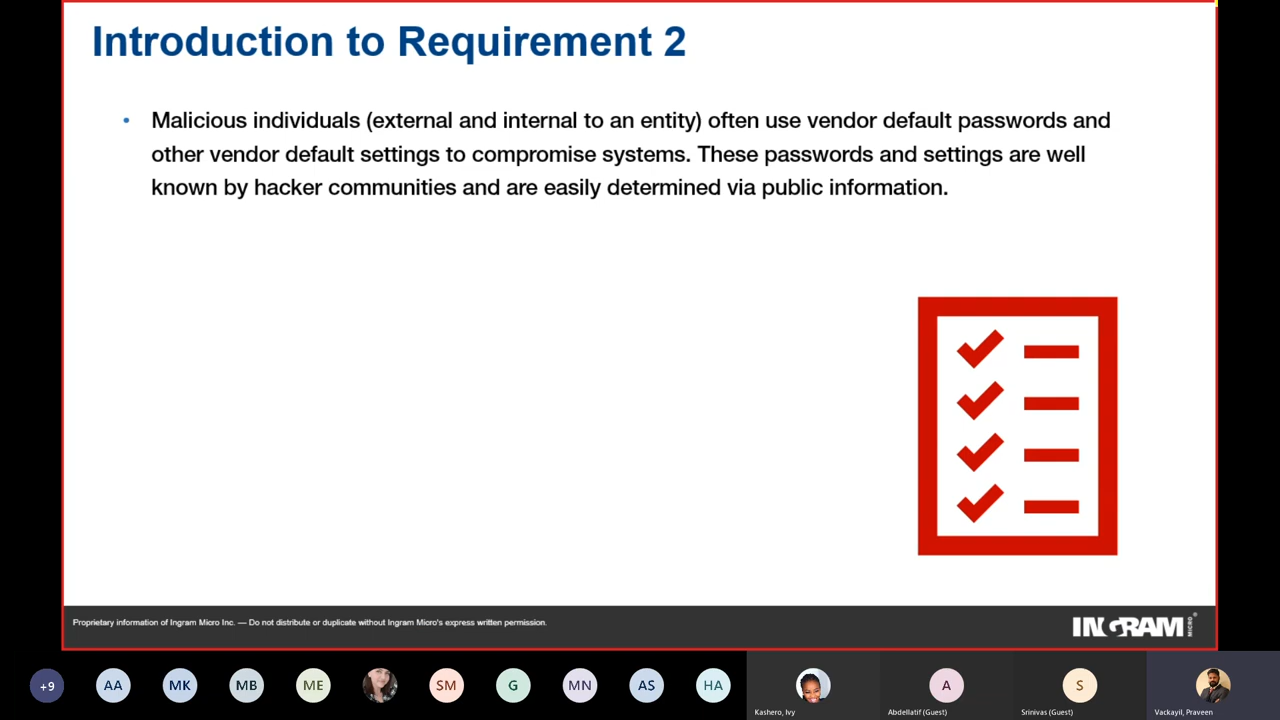 Introduction to Requirement 2
• Malicious individuals (external and internal to an entity) often use vendor default passwords and
other vendor default settings to compromise systems. These passwords and settings are well
known by hacker communities and are easily determined via public information.
Proprietary information of Ingram Micro Inc. — Do not distribute or duplicate without Ingram Micro's express written permission.
INGRAM MICRO®
+9
AA
MK
MB
ME
SM
G
MN
AS
HA
A
S
Kashero, Ivy
Abdellatif (Guest)
Srinivas (Guest)
Vackayil, Praveen